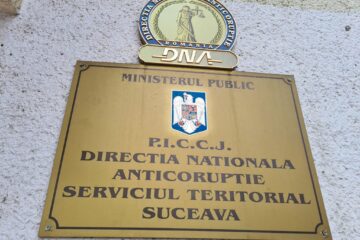 DIRECTIA NATIONALA ANTICORUPTIE
ROMANIA
DNA
MINISTERUL PUBLIC
P.I.C.C.J.
DIRECTIA NATIONALA
ANTICORUPTIE
SERVICIUL TERITORIAL
SUCEAVA